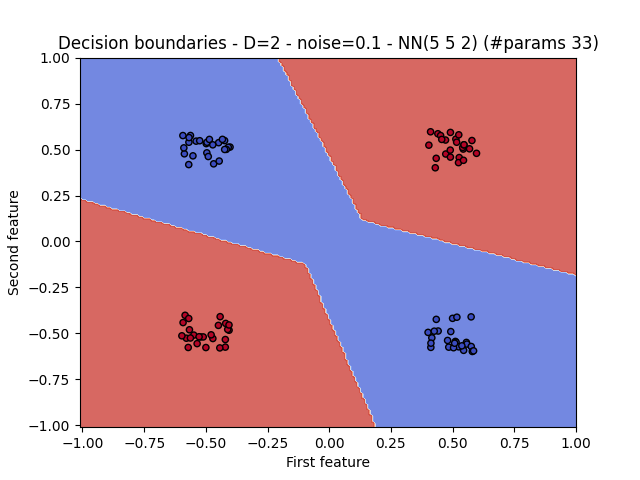 Decision boundaries - D=2 - noise=0.1 - NN(5 5 2) (#params 33)
1.00
0.75
0.50
0.25
0.00
−0.25
−0.50
−0.75
−1.00
Second feature
−1.00 −0.75 −0.50 −0.25 0.00 0.25 0.50 0.75 1.00
First feature